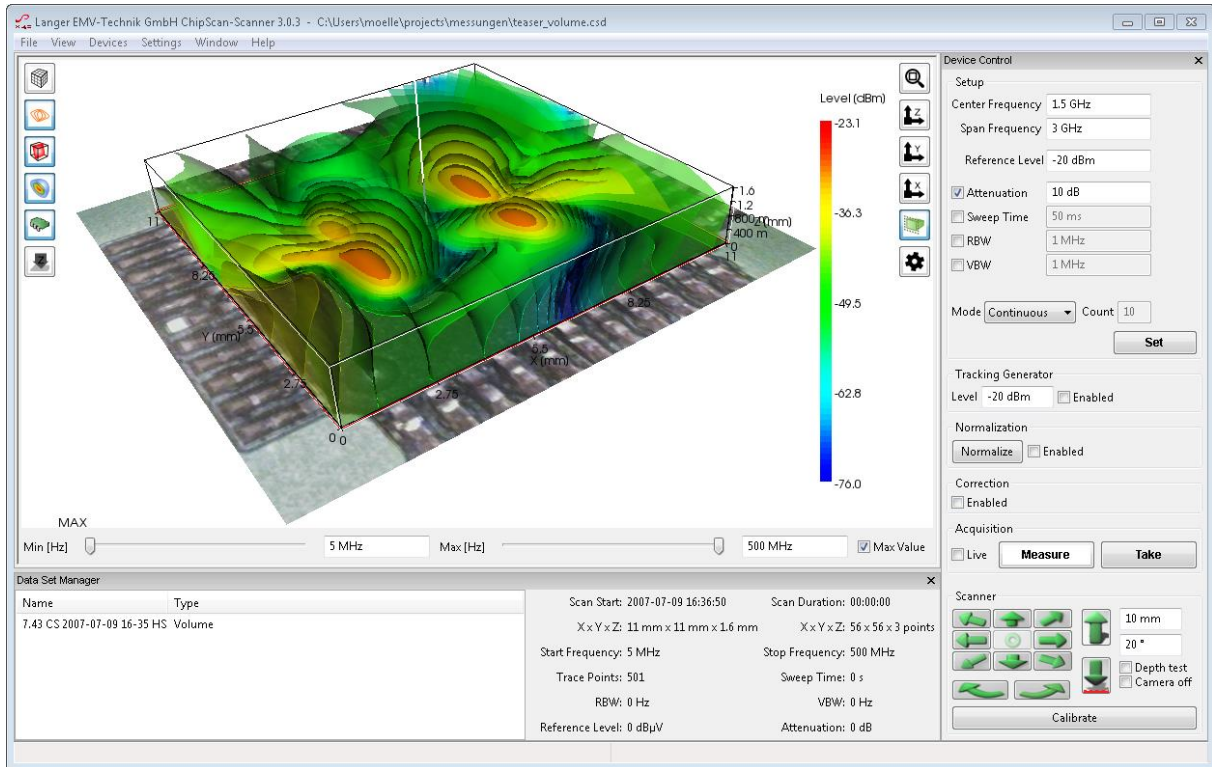 Langer EMV-Technik GmbH ChipScan-Scanner 3.0.3 - C:\Users\moelle\projects\messungen\teaser_volume.csd
File View Devices Settings Window Help
Level (dBm)
-23.1
-36.3
-49.5
-62.8
-76.0
Z
Y
X
Z
1.6
1.2
800 m
Z (mm)
400 m
0
11
11
8.25
Y (mm)
5.5
2.75
0
0
2.75
5.5
X (mm)
8.25
MAX
Min [Hz] 5 MHz Max [Hz] 500 MHz Max Value
Data Set Manager
Name Type
7.43 CS 2007-07-09 16-35 HS Volume
Scan Start: 2007-07-09 16:36:50 Scan Duration: 00:00:00
X x Y x Z: 11 mm x 11 mm x 1.6 mm X x Y x Z: 56 x 56 x 3 points
Start Frequency: 5 MHz Stop Frequency: 500 MHz
Trace Points: 501 Sweep Time: 0 s
RBW: 0 Hz VBW: 0 Hz
Reference Level: 0 dBµV Attenuation: 0 dB
Device Control
Setup
Center Frequency 1.5 GHz
Span Frequency 3 GHz
Reference Level -20 dBm
Attenuation 10 dB
Sweep Time 50 ms
RBW 1 MHz
VBW 1 MHz
Mode Continuous Count 10
Set
Tracking Generator
Level -20 dBm Enabled
Normalization
Normalize Enabled
Correction
Enabled
Acquisition
Live Measure Take
Scanner
10 mm
20 °
Depth test
Camera off
Calibrate